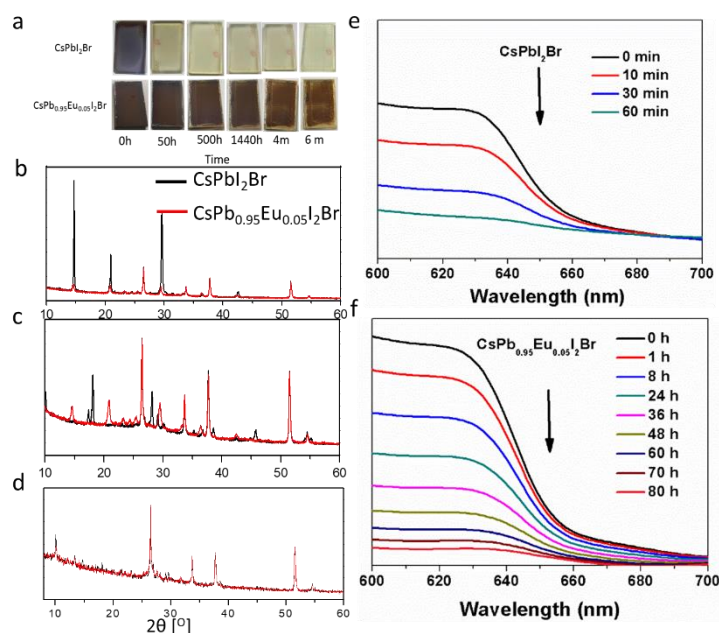 a
CsPbI₂Br
CsPb₀.₉₅Eu₀.₀₅I₂Br
0h 50h 500h 1440h 4m 6 m
Time
b
CsPbI₂Br
CsPb₀.₉₅Eu₀.₀₅I₂Br
10 20 30 40 50 60
c
10 20 30 40 50 60
d
10 20 30 40 50 60
2θ [°]
e
CsPbI₂Br
0 min
10 min
30 min
60 min
600 620 640 660 680 700
Wavelength (nm)
f
CsPb₀.₉₅Eu₀.₀₅I₂Br
0 h
1 h
8 h
24 h
36 h
48 h
60 h
70 h
80 h
600 620 640 660 680 700
Wavelength (nm)